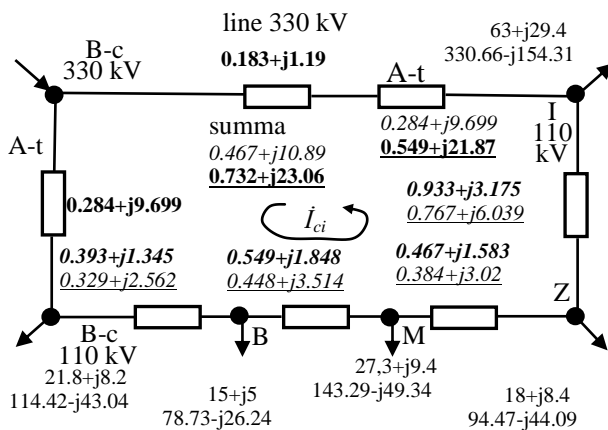 line 330 kV
63+j29.4
330.66-j154.31
B-c
330 kV
0.183+j1.19
A-t
I
110
kV
A-t
summa
0.284+j9.699
0.549+j21.87
0.467+j10.89
0.732+j23.06
0.284+j9.699
İci
0.933+j3.175
0.767+j6.039
0.393+j1.345
0.329+j2.562
0.549+j1.848
0.448+j3.514
0.467+j1.583
0.384+j3.02
Z
B-c
110 kV
B
M
21.8+j8.2
114.42-j43.04
15+j5
78.73-j26.24
27,3+j9.4
143.29-j49.34
18+j8.4
94.47-j44.09